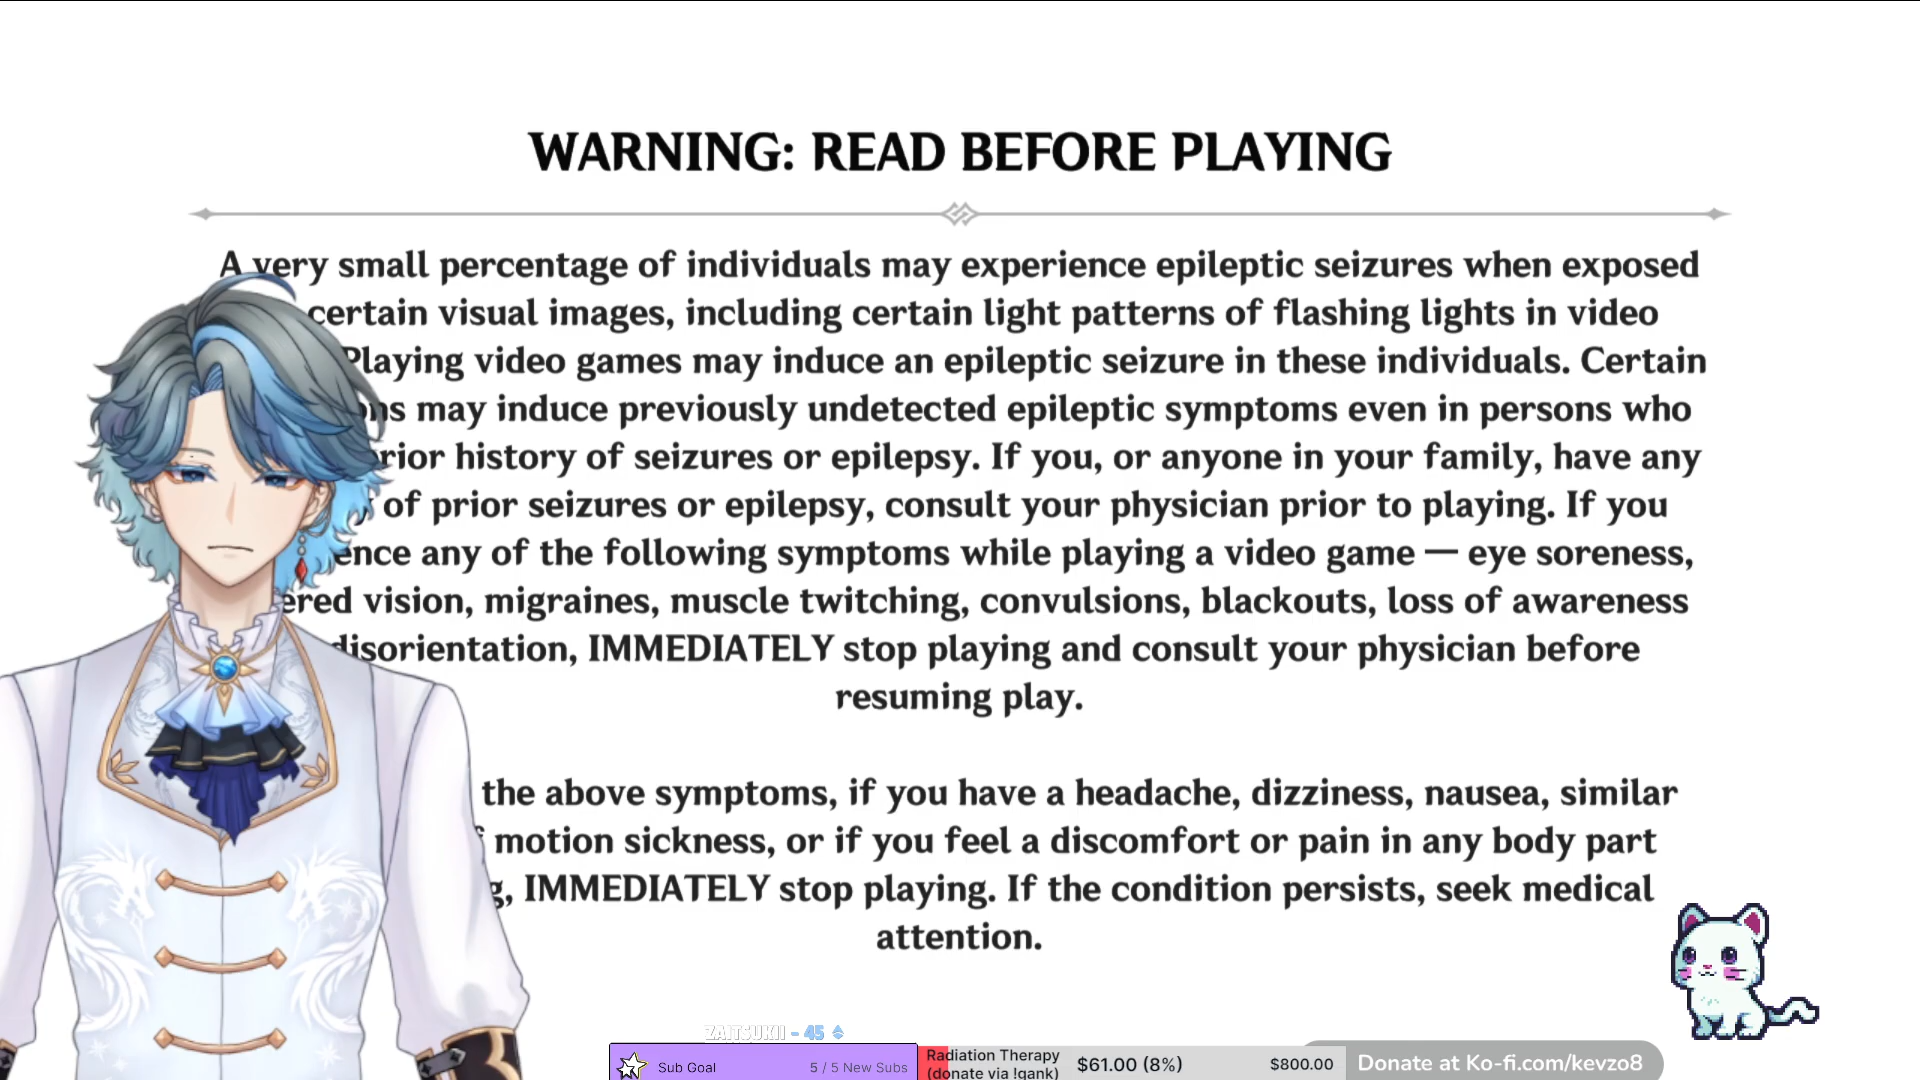 WARNING: READ BEFORE PLAYING
A very small percentage of individuals may experience epileptic seizures when exposed
certain visual images, including certain light patterns of flashing lights in video
Playing video games may induce an epileptic seizure in these individuals. Certain
may induce previously undetected epileptic symptoms even in persons who
history of seizures or epilepsy. If you, or anyone in your family, have any
of prior seizures or epilepsy, consult your physician prior to playing. If you
any of the following symptoms while playing a video game — eye soreness,
vision, migraines, muscle twitching, convulsions, blackouts, loss of awareness
disorientation, IMMEDIATELY stop playing and consult your physician before
resuming play.
the above symptoms, if you have a headache, dizziness, nausea, similar
motion sickness, or if you feel a discomfort or pain in any body part
IMMEDIATELY stop playing. If the condition persists, seek medical
attention.
ZAITSUKII - 45
Sub Goal 5 / 5 New Subs
Radiation Therapy
(donate via !gank)
$61.00 (8%)
$800.00
Donate at Ko-fi.com/kevzo8